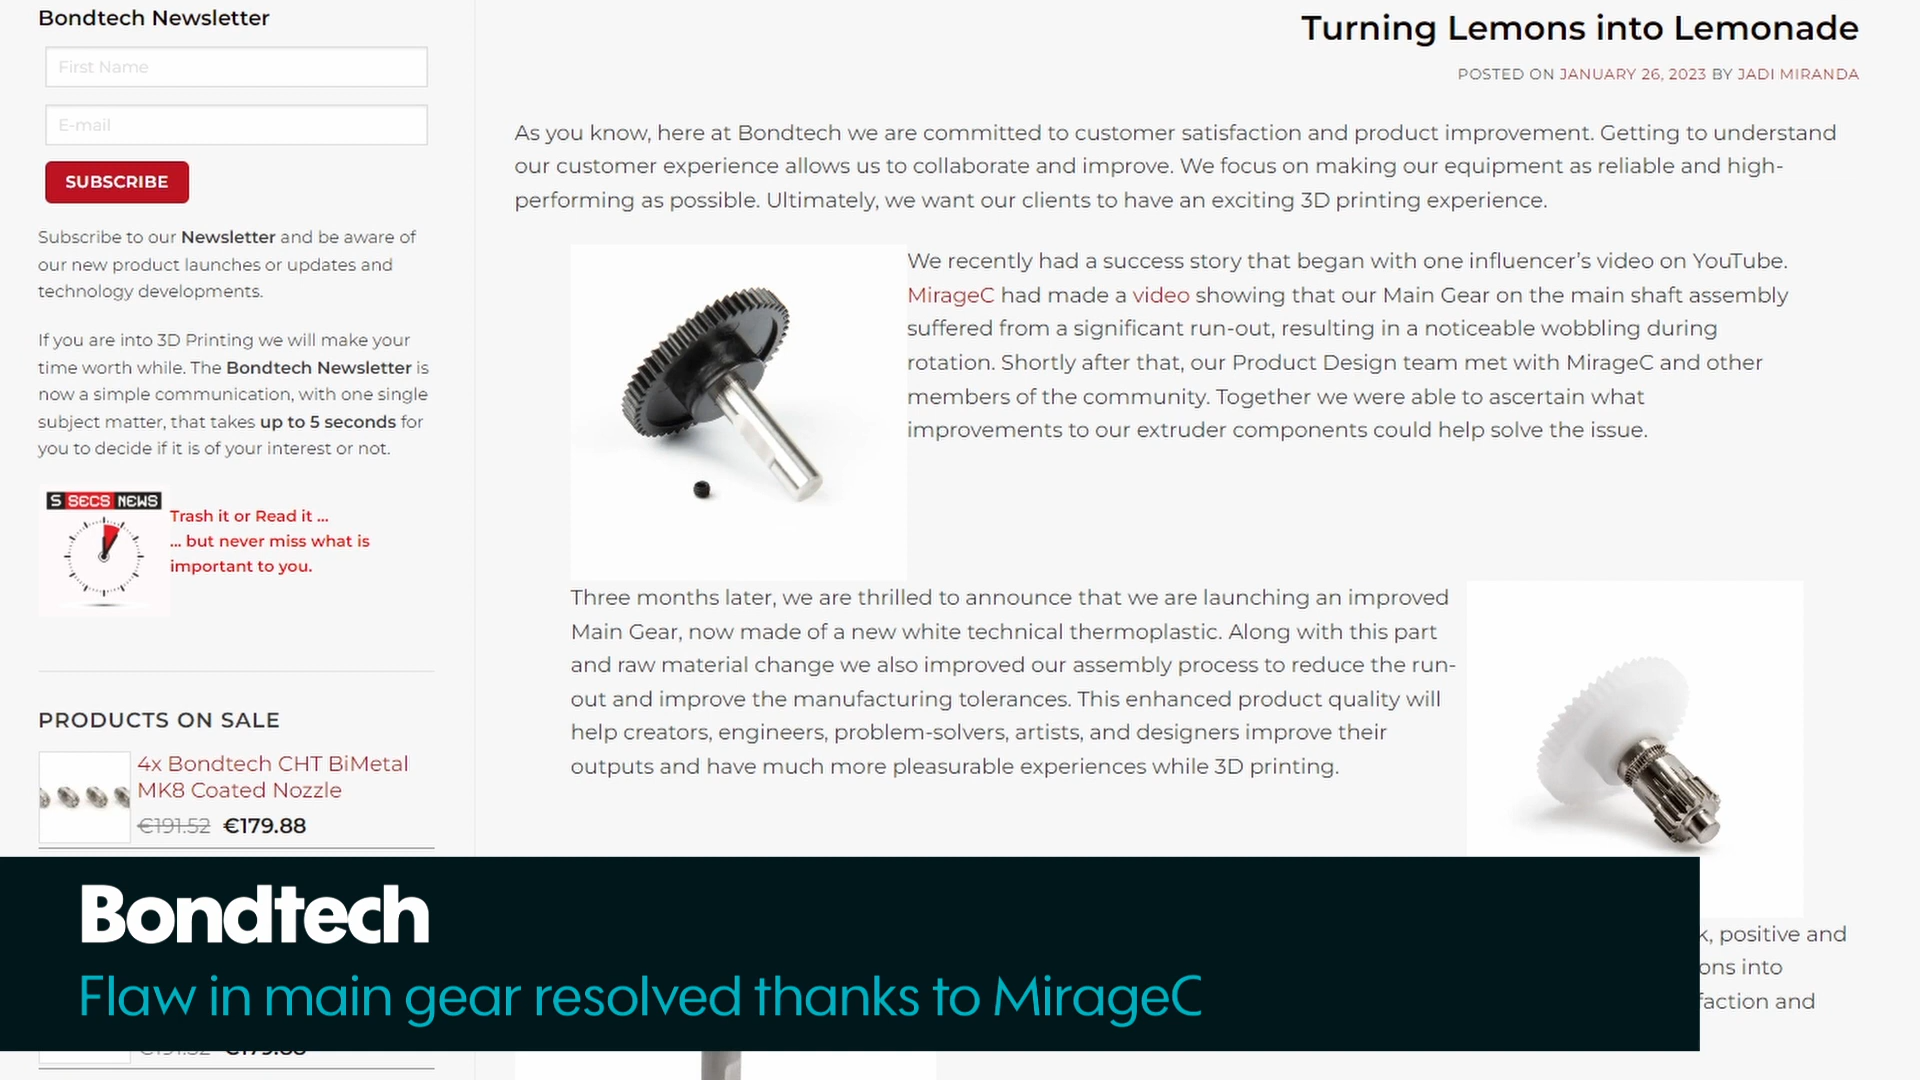 Bondtech Newsletter
First Name
E-mail
SUBSCRIBE
Subscribe to our Newsletter and be aware of
our new product launches or updates and
technology developments.
If you are into 3D Printing we will make your
time worth while. The Bondtech Newsletter is
now a simple communication, with one single
subject matter, that takes up to 5 seconds for
you to decide if it is of your interest or not.
5 SECS NEWS
Trash it or Read it ...
... but never miss what is
important to you.
PRODUCTS ON SALE
4x Bondtech CHT BiMetal
MK8 Coated Nozzle
€191.52 €179.88
Turning Lemons into Lemonade
POSTED ON JANUARY 26, 2023 BY JADI MIRANDA
As you know, here at Bondtech we are committed to customer satisfaction and product improvement. Getting to understand
our customer experience allows us to collaborate and improve. We focus on making our equipment as reliable and high-
performing as possible. Ultimately, we want our clients to have an exciting 3D printing experience.
We recently had a success story that began with one influencer's video on YouTube.
MirageC had made a video showing that our Main Gear on the main shaft assembly
suffered from a significant run-out, resulting in a noticeable wobbling during
rotation. Shortly after that, our Product Design team met with MirageC and other
members of the community. Together we were able to ascertain what
improvements to our extruder components could help solve the issue.
Three months later, we are thrilled to announce that we are launching an improved
Main Gear, now made of a new white technical thermoplastic. Along with this part
and raw material change we also improved our assembly process to reduce the run-
out and improve the manufacturing tolerances. This enhanced product quality will
help creators, engineers, problem-solvers, artists, and designers improve their
outputs and have much more pleasurable experiences while 3D printing.
, positive and
ons into
faction and
Bondtech
Flaw in main gear resolved thanks to MirageC